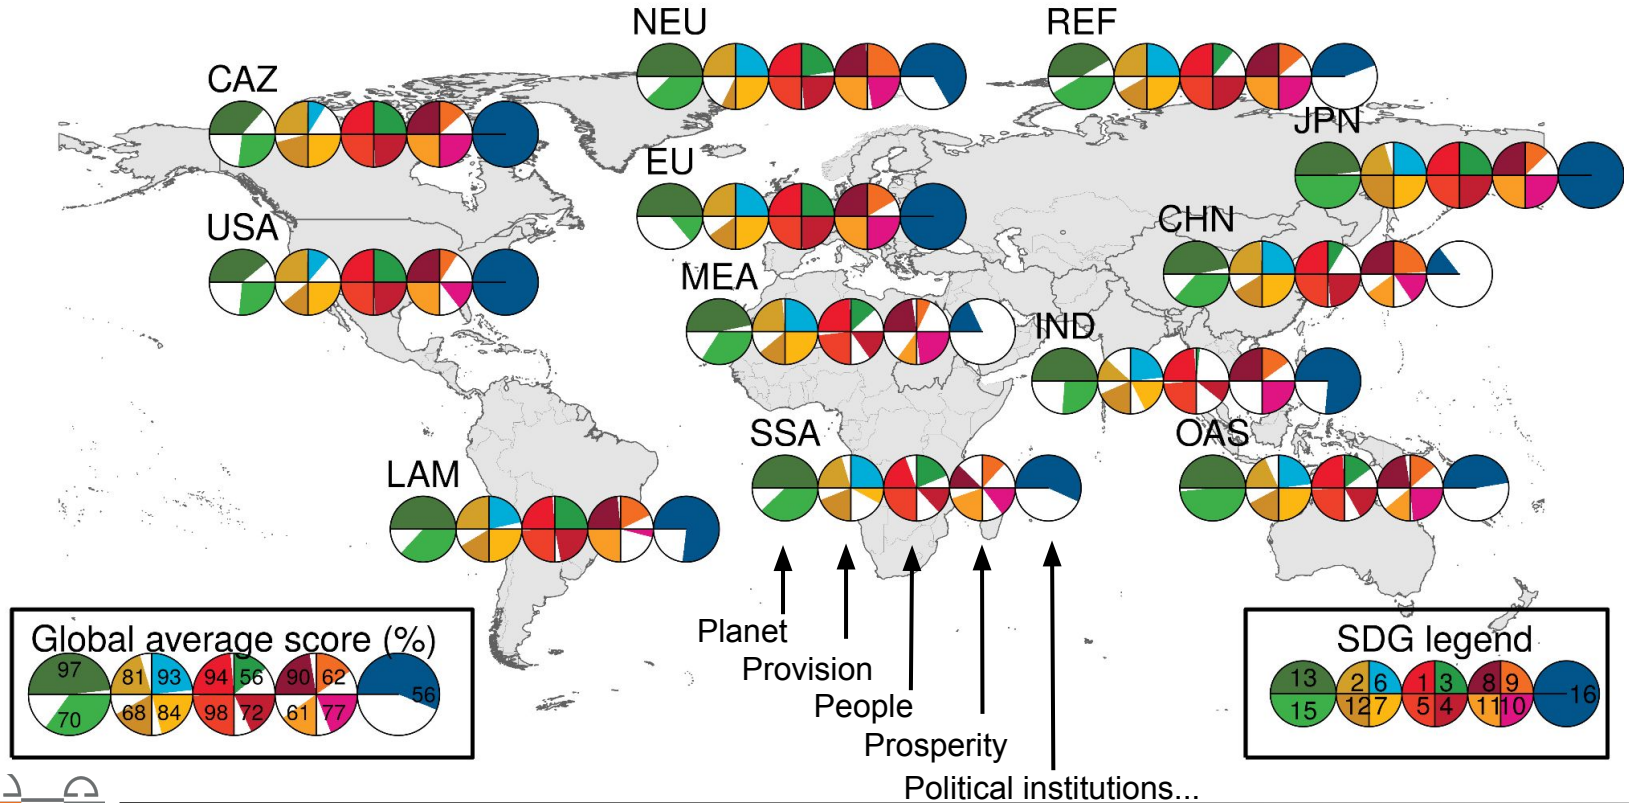 NEU
REF
CAZ
JPN
EU
CHN
USA
MEA
IND
SSA
OAS
LAM
Planet
Provision
People
Prosperity
Political institutions...
Global average score (%)
97 81 93 94 56 90 62 56
70 68 84 98 72 61 77
SDG legend
13 2 6 1 3 8 9 16
15 12 7 5 4 11 10